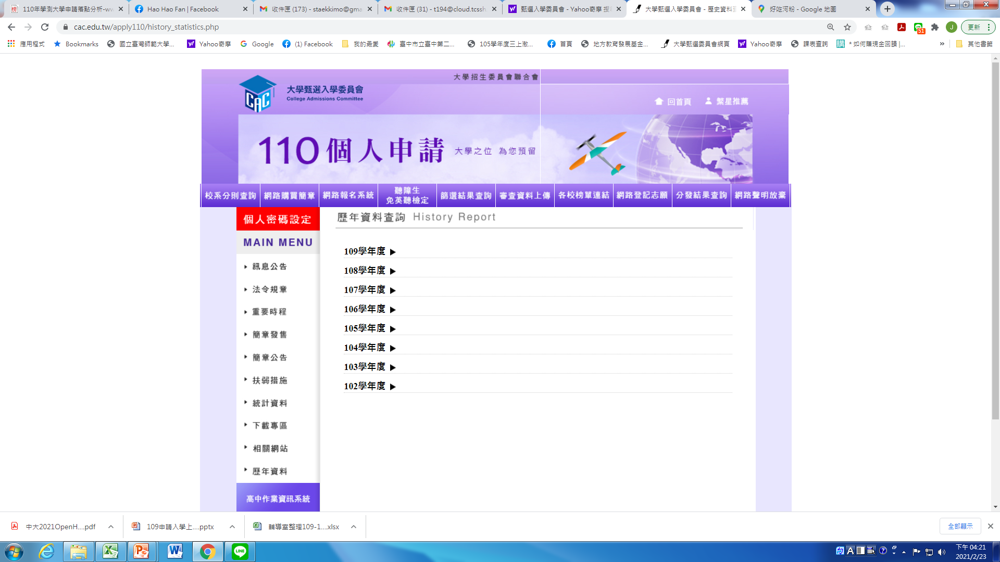 110年學測大學申請落點分析-ww
Hao Hao Fan | Facebook
收件匣 (173) - staekkimo@gma
收件匣 (31) - t194@cloud.tcssh.
甄選入學委員會 - Yahoo奇摩 搜
大學甄選入學委員會 - 歷史資料
好吃河粉 - Google 地圖
cac.edu.tw/apply110/history_statistics.php
51
J
更新
應用程式
Bookmarks
國立臺灣師範大學...
Yahoo奇摩
Google
(1) Facebook
我的最愛
臺中市立臺中第二...
105學年度三上激...
首頁
地方教育發展基金...
大學甄選委員會網頁
Yahoo奇摩
課表查詢
* 如何賺現金回饋 |...
»
其他書籤
大學招生委員會聯合會
CAC
大學甄選入學委員會
College Admissions Committee
回首頁
繁星推薦
110個人申請 大學之位 為您預留
校系分則查詢
網路購買簡章
網路報名系統
聽障生
免英聽檢定
篩選結果查詢
審查資料上傳
各校榜單連結
網路登記志願
分發結果查詢
網路聲明放棄
個人密碼設定
MAIN MENU
訊息公告
法令規章
重要時程
簡章發售
簡章公告
扶弱措施
統計資料
下載專區
相關網站
歷年資料
高中作業資訊系統
歷年資料查詢 History Report
109學年度 ▶
108學年度 ▶
107學年度 ▶
106學年度 ▶
105學年度 ▶
104學年度 ▶
103學年度 ▶
102學年度 ▶
中大2021OpenH....pdf
109申請入學上....pptx
輔導室整理109-1....xlsx
全部顯示
LINE
A
下午 04:21
2021/2/23